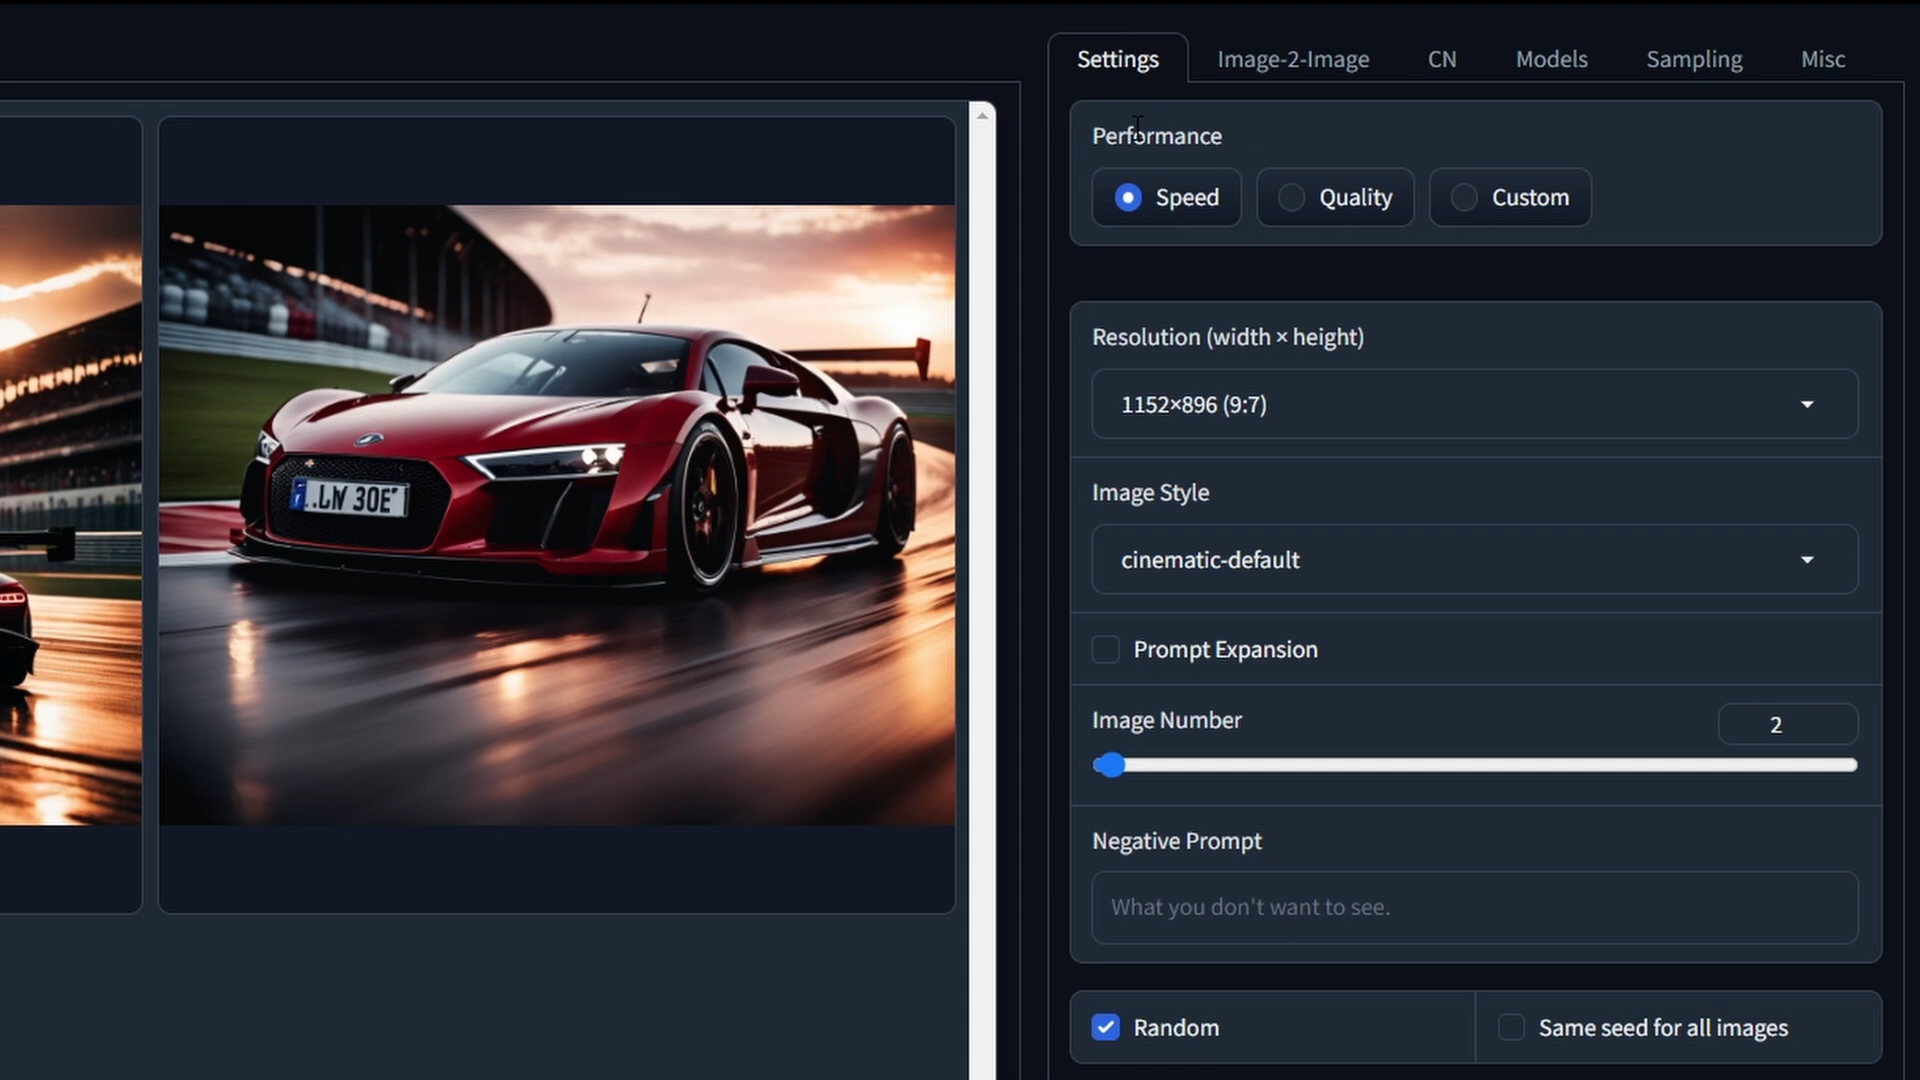 Settings
Image-2-Image
CN
Models
Sampling
Misc
Performance
Speed
Quality
Custom
Resolution (width × height)
1152×896 (9:7)
Image Style
cinematic-default
Prompt Expansion
Image Number
2
Negative Prompt
What you don't want to see.
Random
Same seed for all images